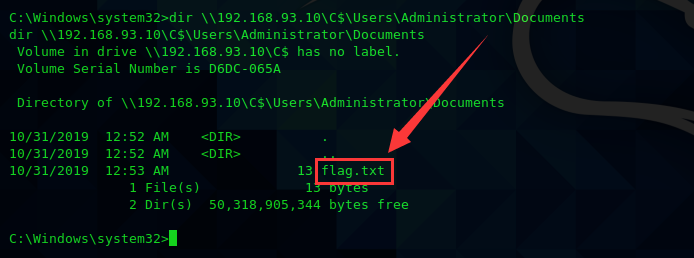 C:\Windows\system32>dir \\192.168.93.10\C$\Users\Administrator\Documents
dir \\192.168.93.10\C$\Users\Administrator\Documents
Volume in drive \\192.168.93.10\C$ has no label.
Volume Serial Number is D6DC-065A
Directory of \\192.168.93.10\C$\Users\Administrator\Documents
10/31/2019  12:52 AM    <DIR>          .
10/31/2019  12:52 AM    <DIR>          ..
10/31/2019  12:53 AM                13 flag.txt
1 File(s)             13 bytes
2 Dir(s)  50,318,905,344 bytes free
C:\Windows\system32>